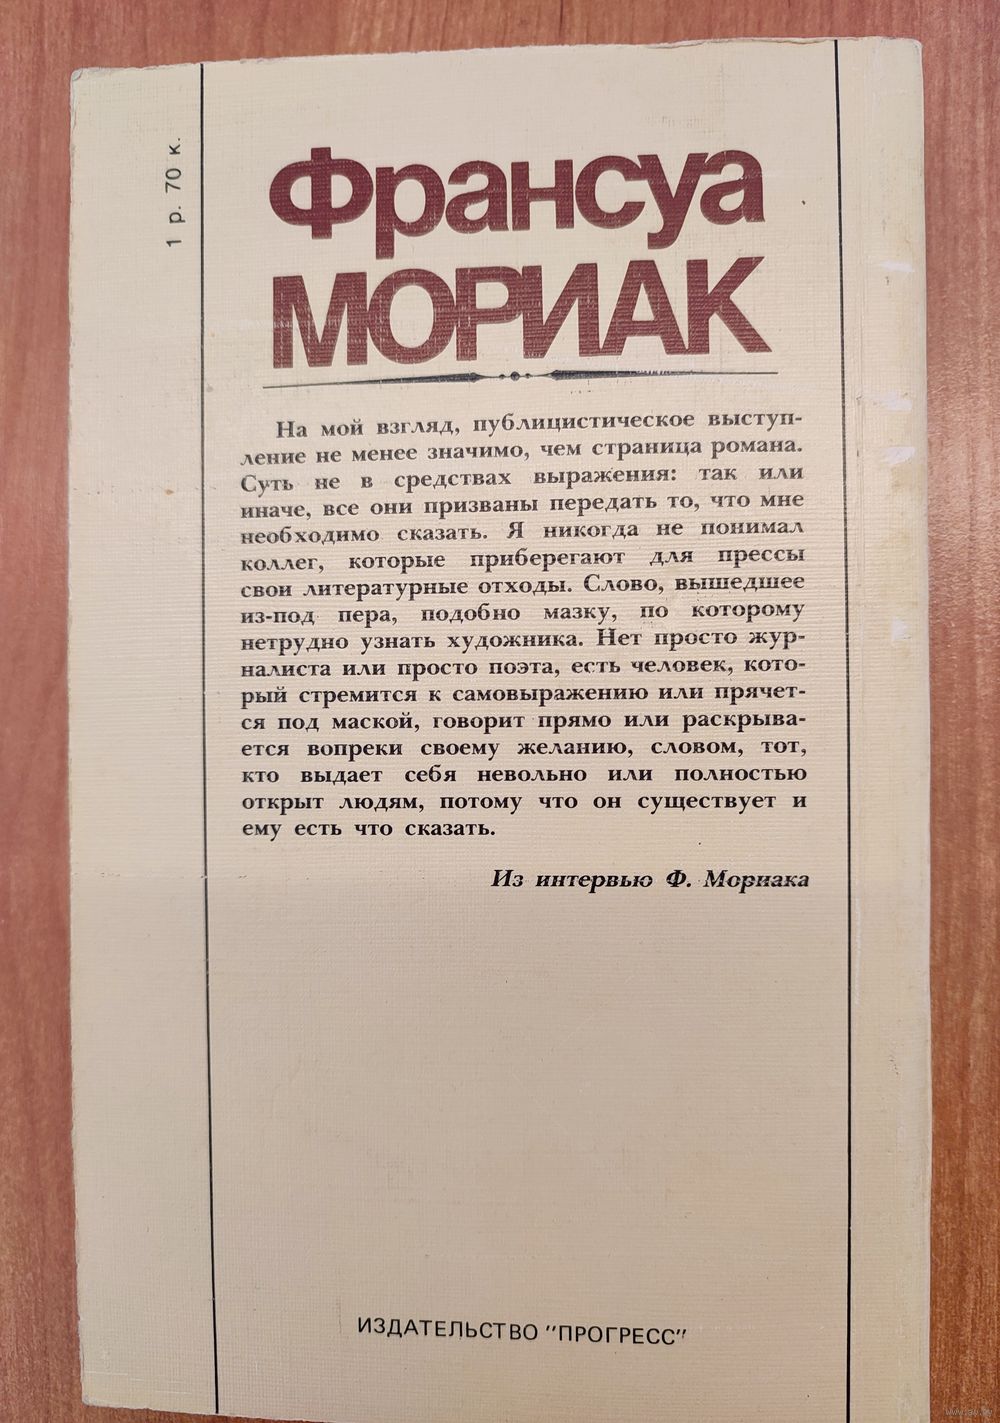 1 р. 70 к.
Франсуа
МОРИАК
На мой взгляд, публицистическое выступ-
ление не менее значимо, чем страница романа.
Суть не в средствах выражения: так или
иначе, все они призваны передать то, что мне
необходимо сказать. Я никогда не понимал
коллег, которые приберегают для прессы
свои литературные отходы. Слово, вышедшее
из-под пера, подобно мазку, по которому
нетрудно узнать художника. Нет просто жур-
налиста или просто поэта, есть человек, кото-
рый стремится к самовыражению или прячет-
ся под маской, говорит прямо или раскрыва-
ется вопреки своему желанию, словом, тот,
кто выдает себя невольно или полностью
открыт людям, потому что он существует и
ему есть что сказать.
Из интервью Ф. Мориака
ИЗДАТЕЛЬСТВО "ПРОГРЕСС"